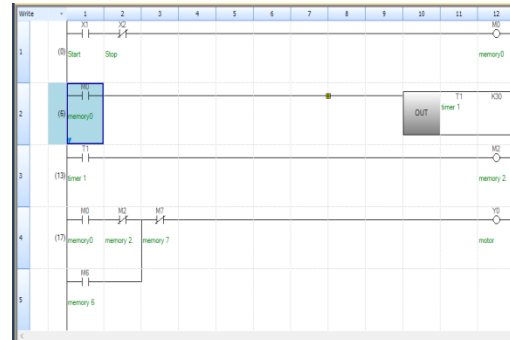 Write 1 2 3 4 5 6 7 8 9 10 11 12
X1 X2 M0
1 (0) Start Stop memory0
M0 T1 K30
2 (6) memory0 OUT timer 1
T1 M2
3 (13) timer 1 memory 2
M0 M2 M7 Y0
4 (17) memory0 memory 2 memory 7 motor
M6
5 memory 6